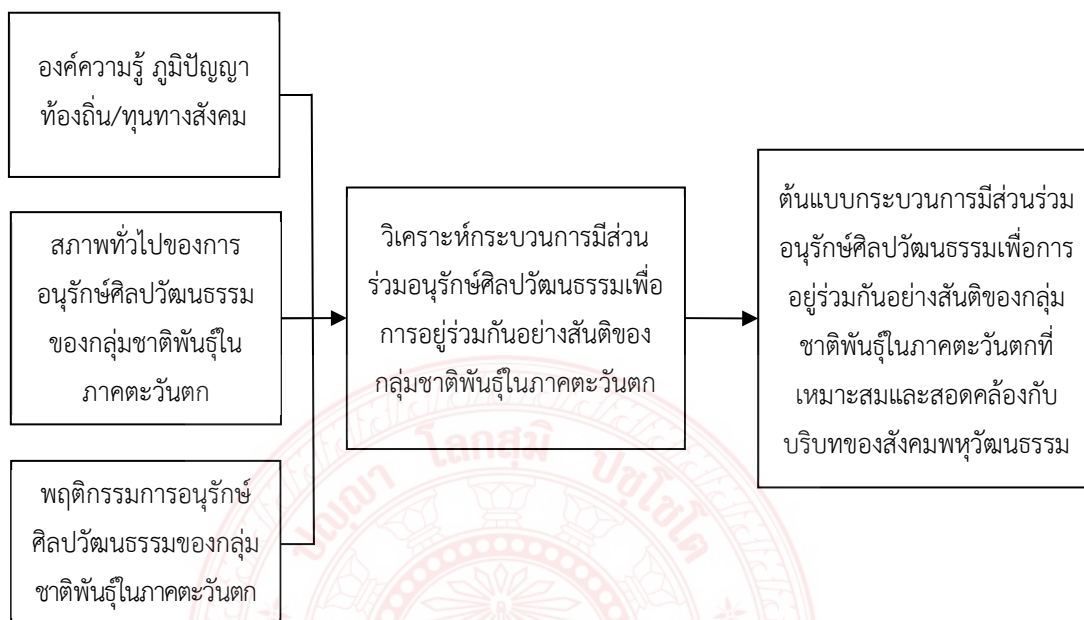 องค์ความรู้ ภูมิปัญญา
ท้องถิ่น/ทุนทางสังคม
สภาพทั่วไปของการ
อนุรักษ์ศิลปวัฒนธรรม
ของกลุ่มชาติพันธุ์ใน
ภาคตะวันตก
พฤติกรรมการอนุรักษ์
ศิลปวัฒนธรรมของกลุ่ม
ชาติพันธุ์ในภาคตะวันตก
วิเคราะห์กระบวนการมีส่วน
ร่วมอนุรักษ์ศิลปวัฒนธรรมเพื่อ
การอยู่ร่วมกันอย่างสันติของ
กลุ่มชาติพันธุ์ในภาคตะวันตก
ต้นแบบกระบวนการมีส่วนร่วม
อนุรักษ์ศิลปวัฒนธรรมเพื่อการ
อยู่ร่วมกันอย่างสันติของกลุ่ม
ชาติพันธุ์ในภาคตะวันตกที่
เหมาะสมและสอดคล้องกับ
บริบทของสังคมพหุวัฒนธรรม
ปญฺญา โลกสฺมิ ปชฺโชโต